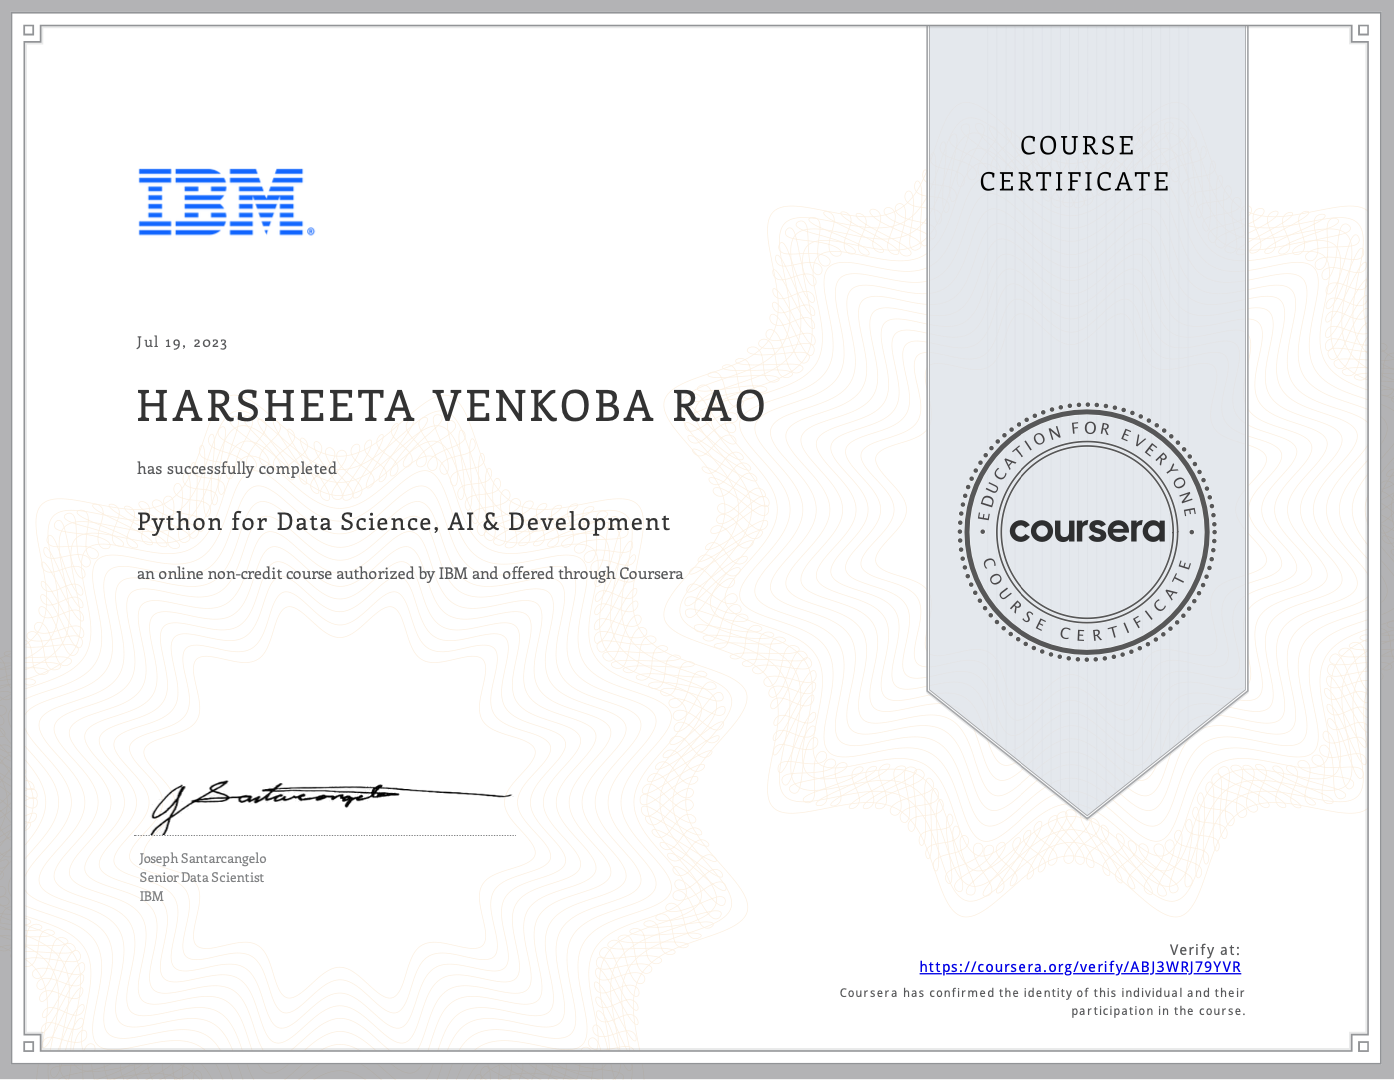 COURSE
CERTIFICATE
IBM®
Jul 19, 2023
HARSHEETA VENKOBA RAO
has successfully completed
Python for Data Science, AI & Development
an online non-credit course authorized by IBM and offered through Coursera
EDUCATION FOR EVERYONE
coursera
COURSE CERTIFICATE
J Santarcangelo
Joseph Santarcangelo
Senior Data Scientist
IBM
Verify at:
https://coursera.org/verify/ABJ3WRJ79YVR
Coursera has confirmed the identity of this individual and their
participation in the course.